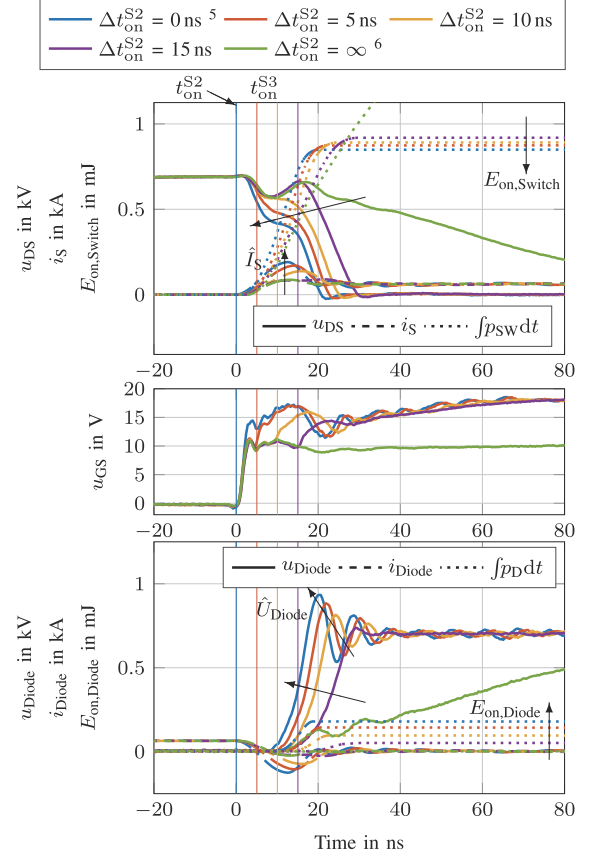 Δt_on^S2 = 0 ns ⁵ Δt_on^S2 = 5 ns Δt_on^S2 = 10 ns
Δt_on^S2 = 15 ns Δt_on^S2 = ∞ ⁶
t_on^S2 t_on^S3
1
0.5
0
u_DS in kV
i_S in kA
E_on,Switch in mJ
E_on,Switch
Î_S
u_DS i_S ∫p_SW dt
−20 0 20 40 60 80
20
15
10
5
0
u_GS in V
−20 0 20 40 60 80
u_Diode i_Diode ∫p_D dt
1
0.5
0
u_Diode in kV
i_Diode in kA
E_on,Diode in mJ
Û_Diode
E_on,Diode
−20 0 20 40 60 80
Time in ns